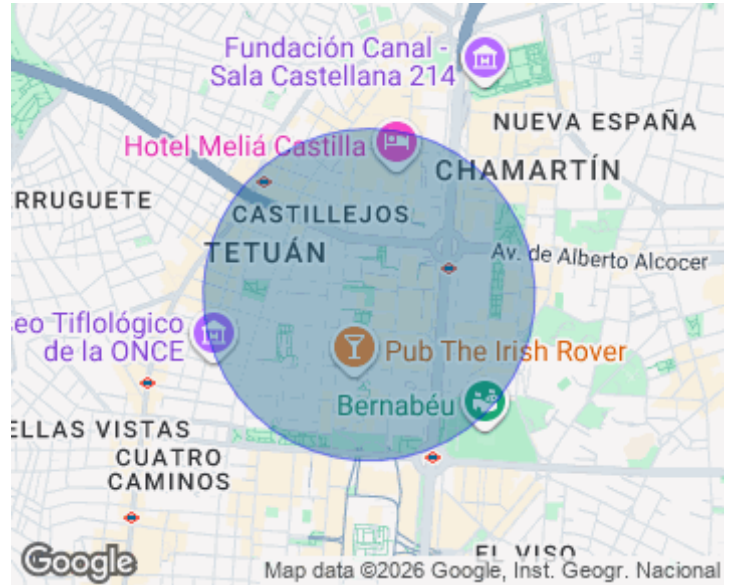 Fundación Canal -
Sala Castellana 214
NUEVA ESPAÑA
Hotel Meliá Castilla
CHAMARTÍN
RRUGUETE
CASTILLEJOS
TETUÁN
Av. de Alberto Alcocer
seo Tiflológico
de la ONCE
Pub The Irish Rover
Bernabéu
ELLAS VISTAS
CUATRO
CAMINOS
EL VISO
Google
Map data ©2026 Google, Inst. Geogr. Nacional